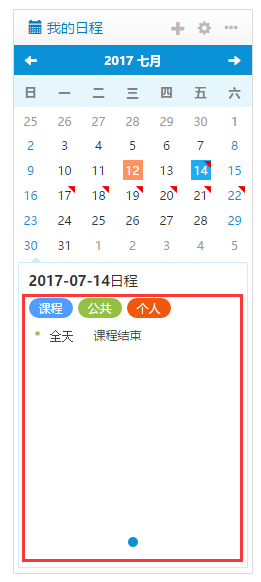 我的日程
2017 七月
日 一 二 三 四 五 六
25 26 27 28 29 30 1
2 3 4 5 6 7 8
9 10 11 12 13 14 15
16 17 18 19 20 21 22
23 24 25 26 27 28 29
30 31 1 2 3 4 5
2017-07-14日程
课程 公共 个人
全天 课程结束